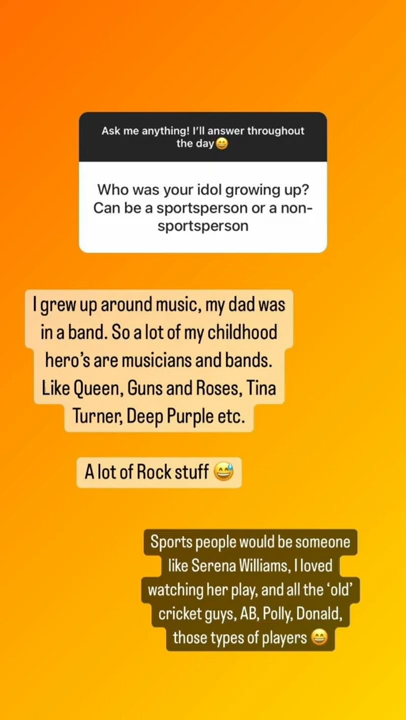 Ask me anything! I'll answer throughout
the day😄
Who was your idol growing up?
Can be a sportsperson or a non-
sportsperson
I grew up around music, my dad was
in a band. So a lot of my childhood
hero's are musicians and bands.
Like Queen, Guns and Roses, Tina
Turner, Deep Purple etc.
A lot of Rock stuff 😅
Sports people would be someone
like Serena Williams, I loved
watching her play, and all the 'old'
cricket guys, AB, Polly, Donald,
those types of players 😄